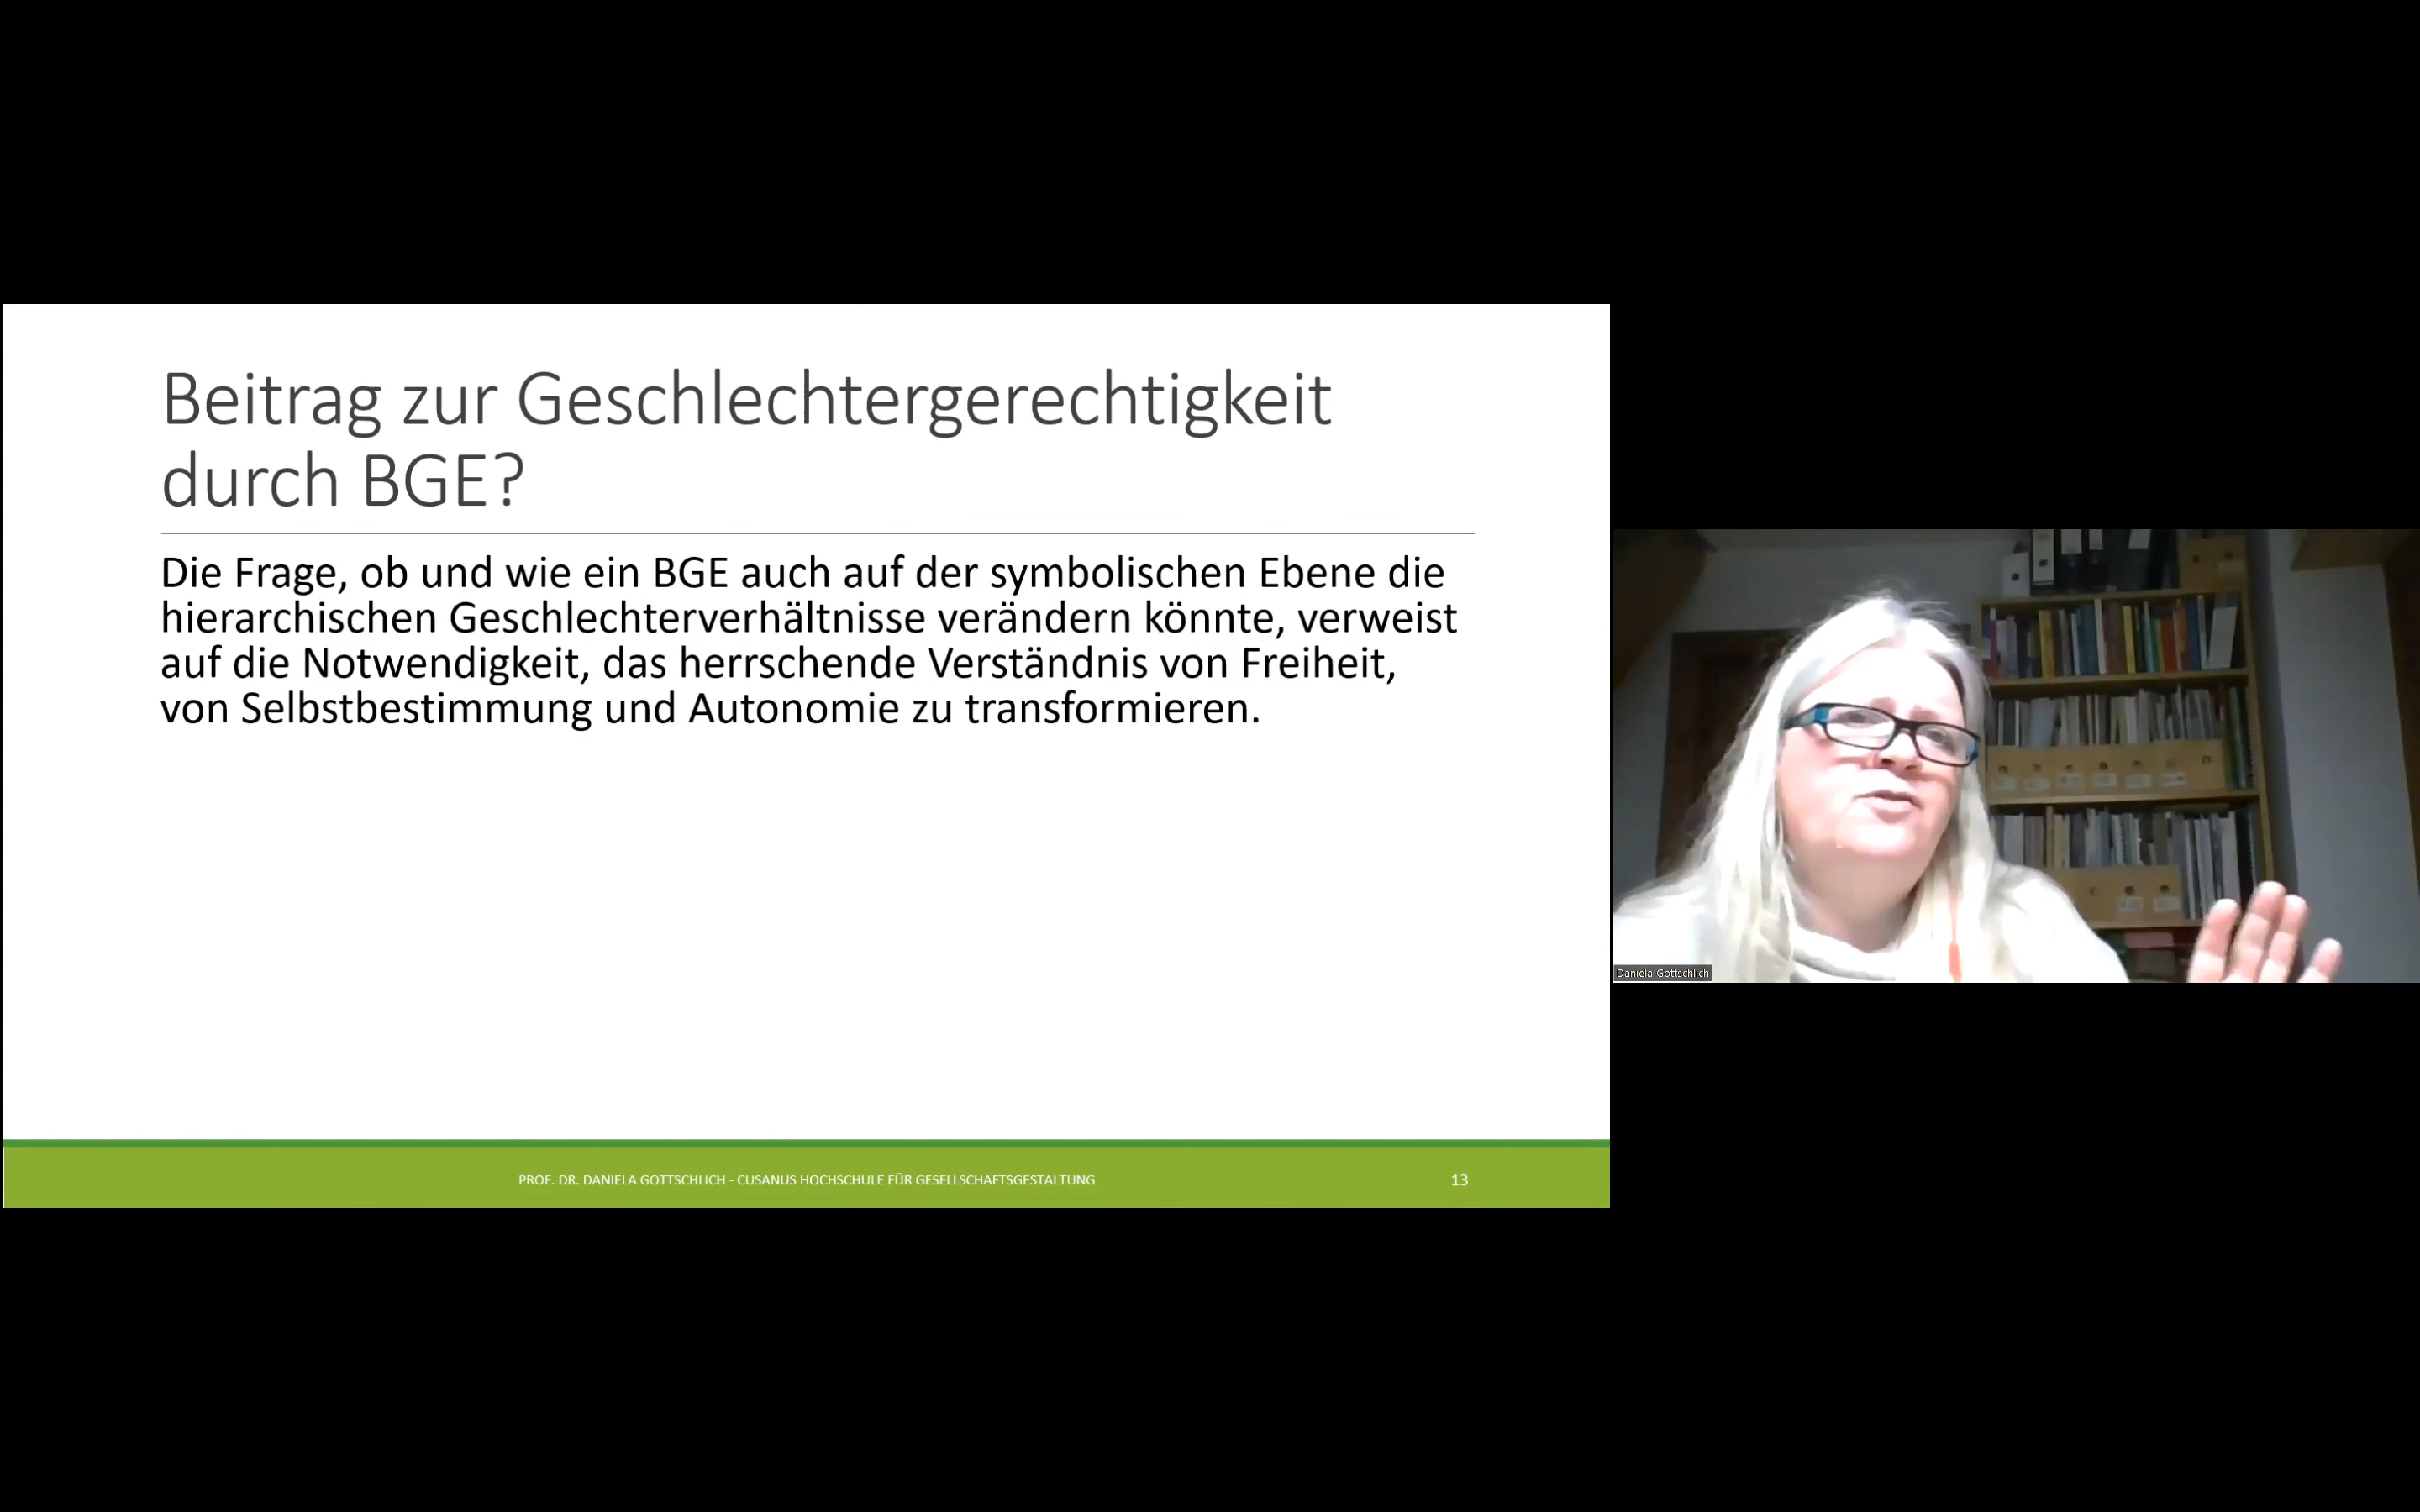 Beitrag zur Geschlechtergerechtigkeit
durch BGE?
Die Frage, ob und wie ein BGE auch auf der symbolischen Ebene die
hierarchischen Geschlechterverhältnisse verändern könnte, verweist
auf die Notwendigkeit, das herrschende Verständnis von Freiheit,
von Selbstbestimmung und Autonomie zu transformieren.
Daniela Gottschlich
PROF. DR. DANIELA GOTTSCHLICH - CUSANUS HOCHSCHULE FÜR GESELLSCHAFTSGESTALTUNG
13